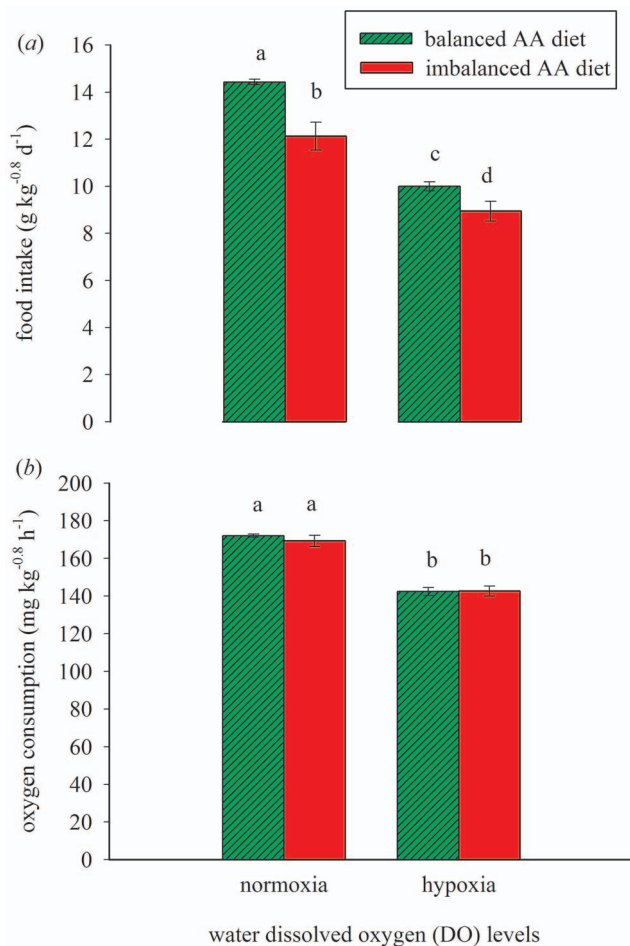 (a)
16
14
12
10
8
6
4
2
0
food intake (g kg-0.8 d-1)
balanced AA diet
imbalanced AA diet
a
b
c
d
(b)
200
180
160
140
120
100
80
60
40
20
0
oxygen consumption (mg kg-0.8 h-1)
a a
b b
normoxia hypoxia
water dissolved oxygen (DO) levels